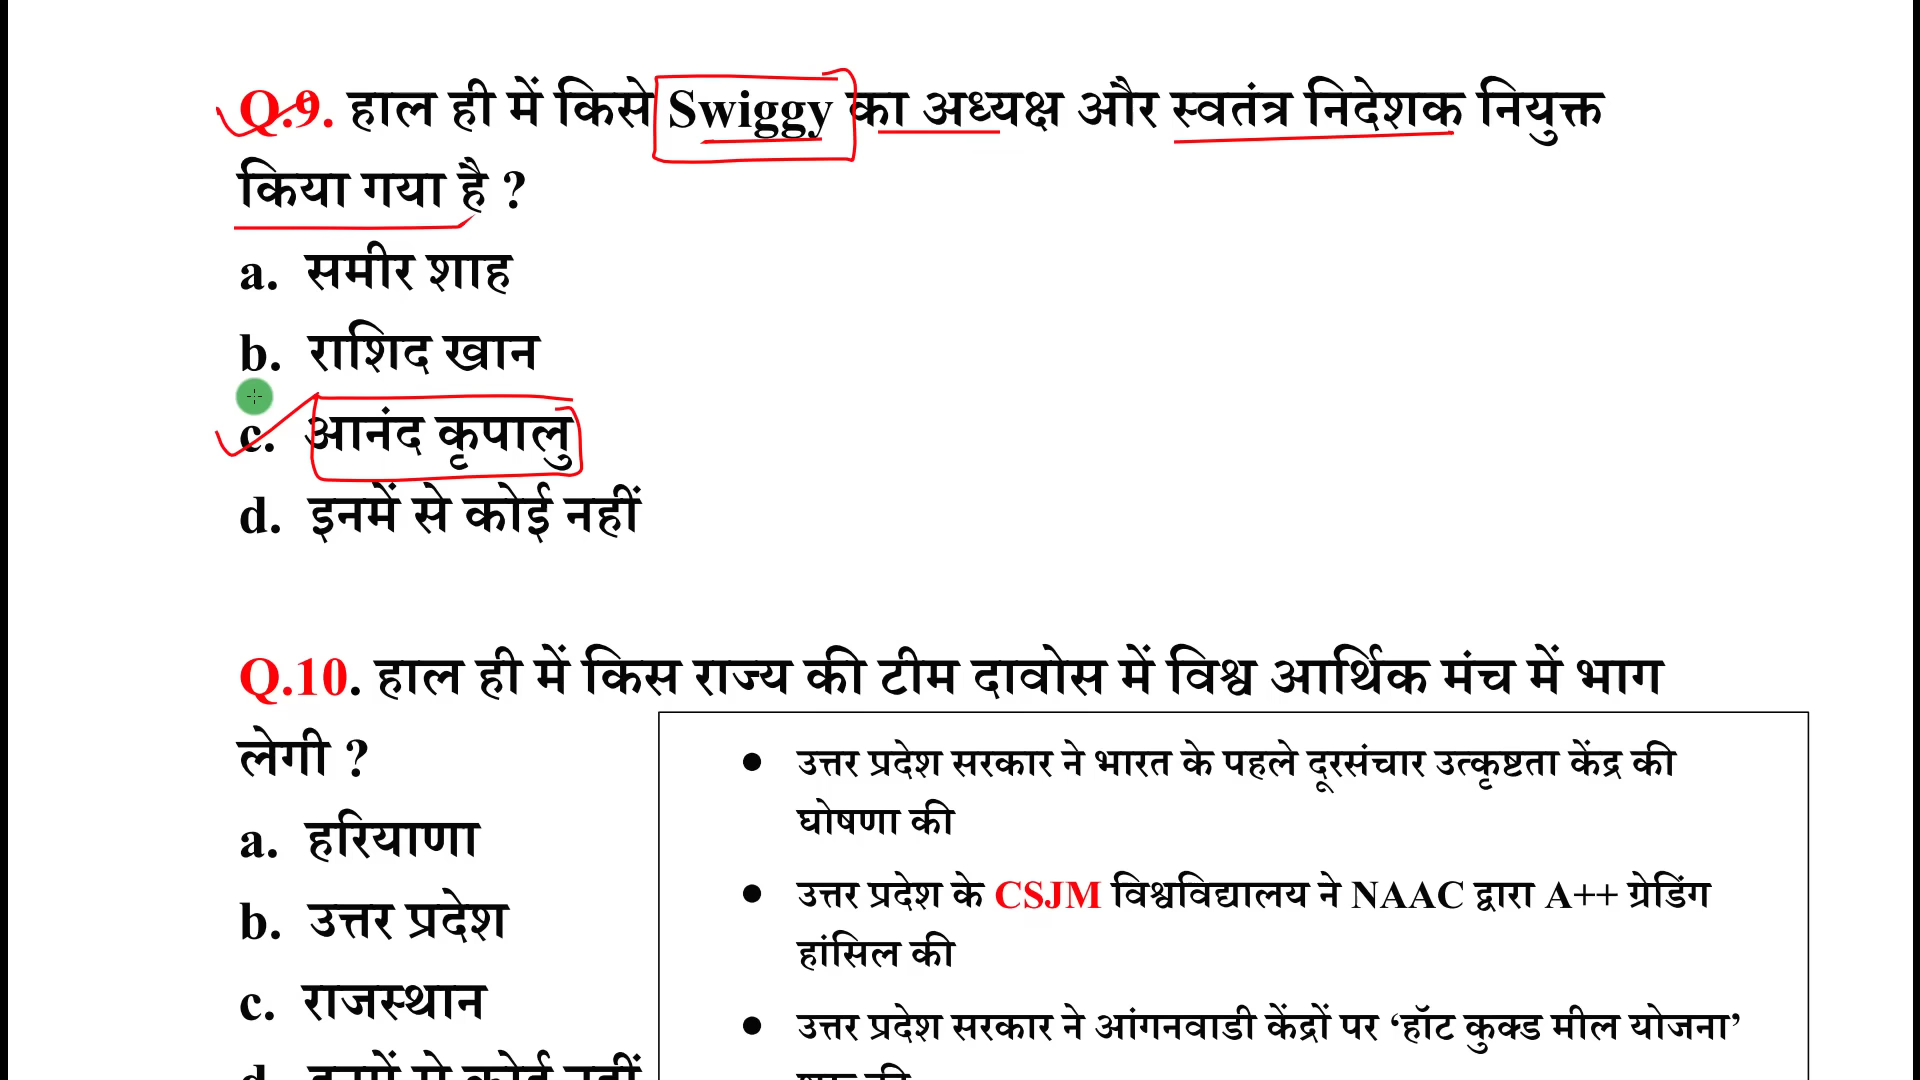 Q.9. हाल ही में किसे Swiggy का अध्यक्ष और स्वतंत्र निदेशक नियुक्त
किया गया है ?
a. समीर शाह
b. राशिद खान
c. आनंद कृपालु
d. इनमें से कोई नहीं
Q.10. हाल ही में किस राज्य की टीम दावोस में विश्व आर्थिक मंच में भाग
लेगी ?
a. हरियाणा
b. उत्तर प्रदेश
c. राजस्थान
d. इनमें से कोई नहीं
● उत्तर प्रदेश सरकार ने भारत के पहले दूरसंचार उत्कृष्टता केंद्र की
घोषणा की
● उत्तर प्रदेश के CSJM विश्वविद्यालय ने NAAC द्वारा A++ ग्रेडिंग
हांसिल की
● उत्तर प्रदेश सरकार ने आंगनवाडी केंद्रों पर ‘हॉट कुक्ड मील योजना’